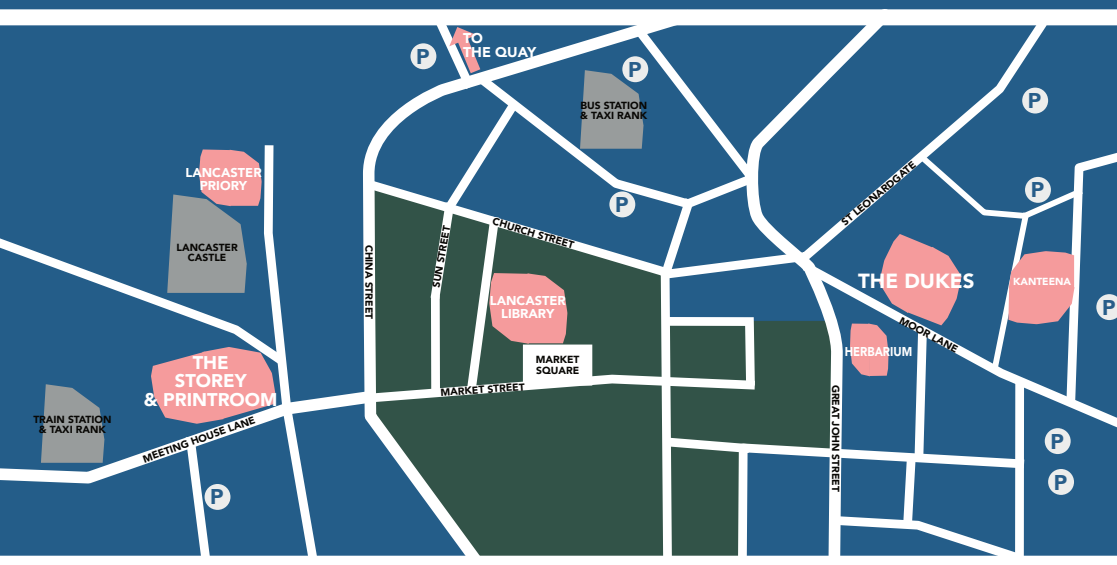 TO
THE QUAY
P
P
BUS STATION
& TAXI RANK
P
LANCASTER
PRIORY
P
P
ST LEONARDGATE
LANCASTER
CASTLE
CHURCH STREET
SUN STREET
CHINA STREET
THE DUKES
KANTEENA
LANCASTER
LIBRARY
P
MOOR LANE
HERBARIUM
MARKET
SQUARE
THE
STOREY
& PRINTROOM
MARKET STREET
TRAIN STATION
& TAXI RANK
MEETING HOUSE LANE
GREAT JOHN STREET
P
P
P